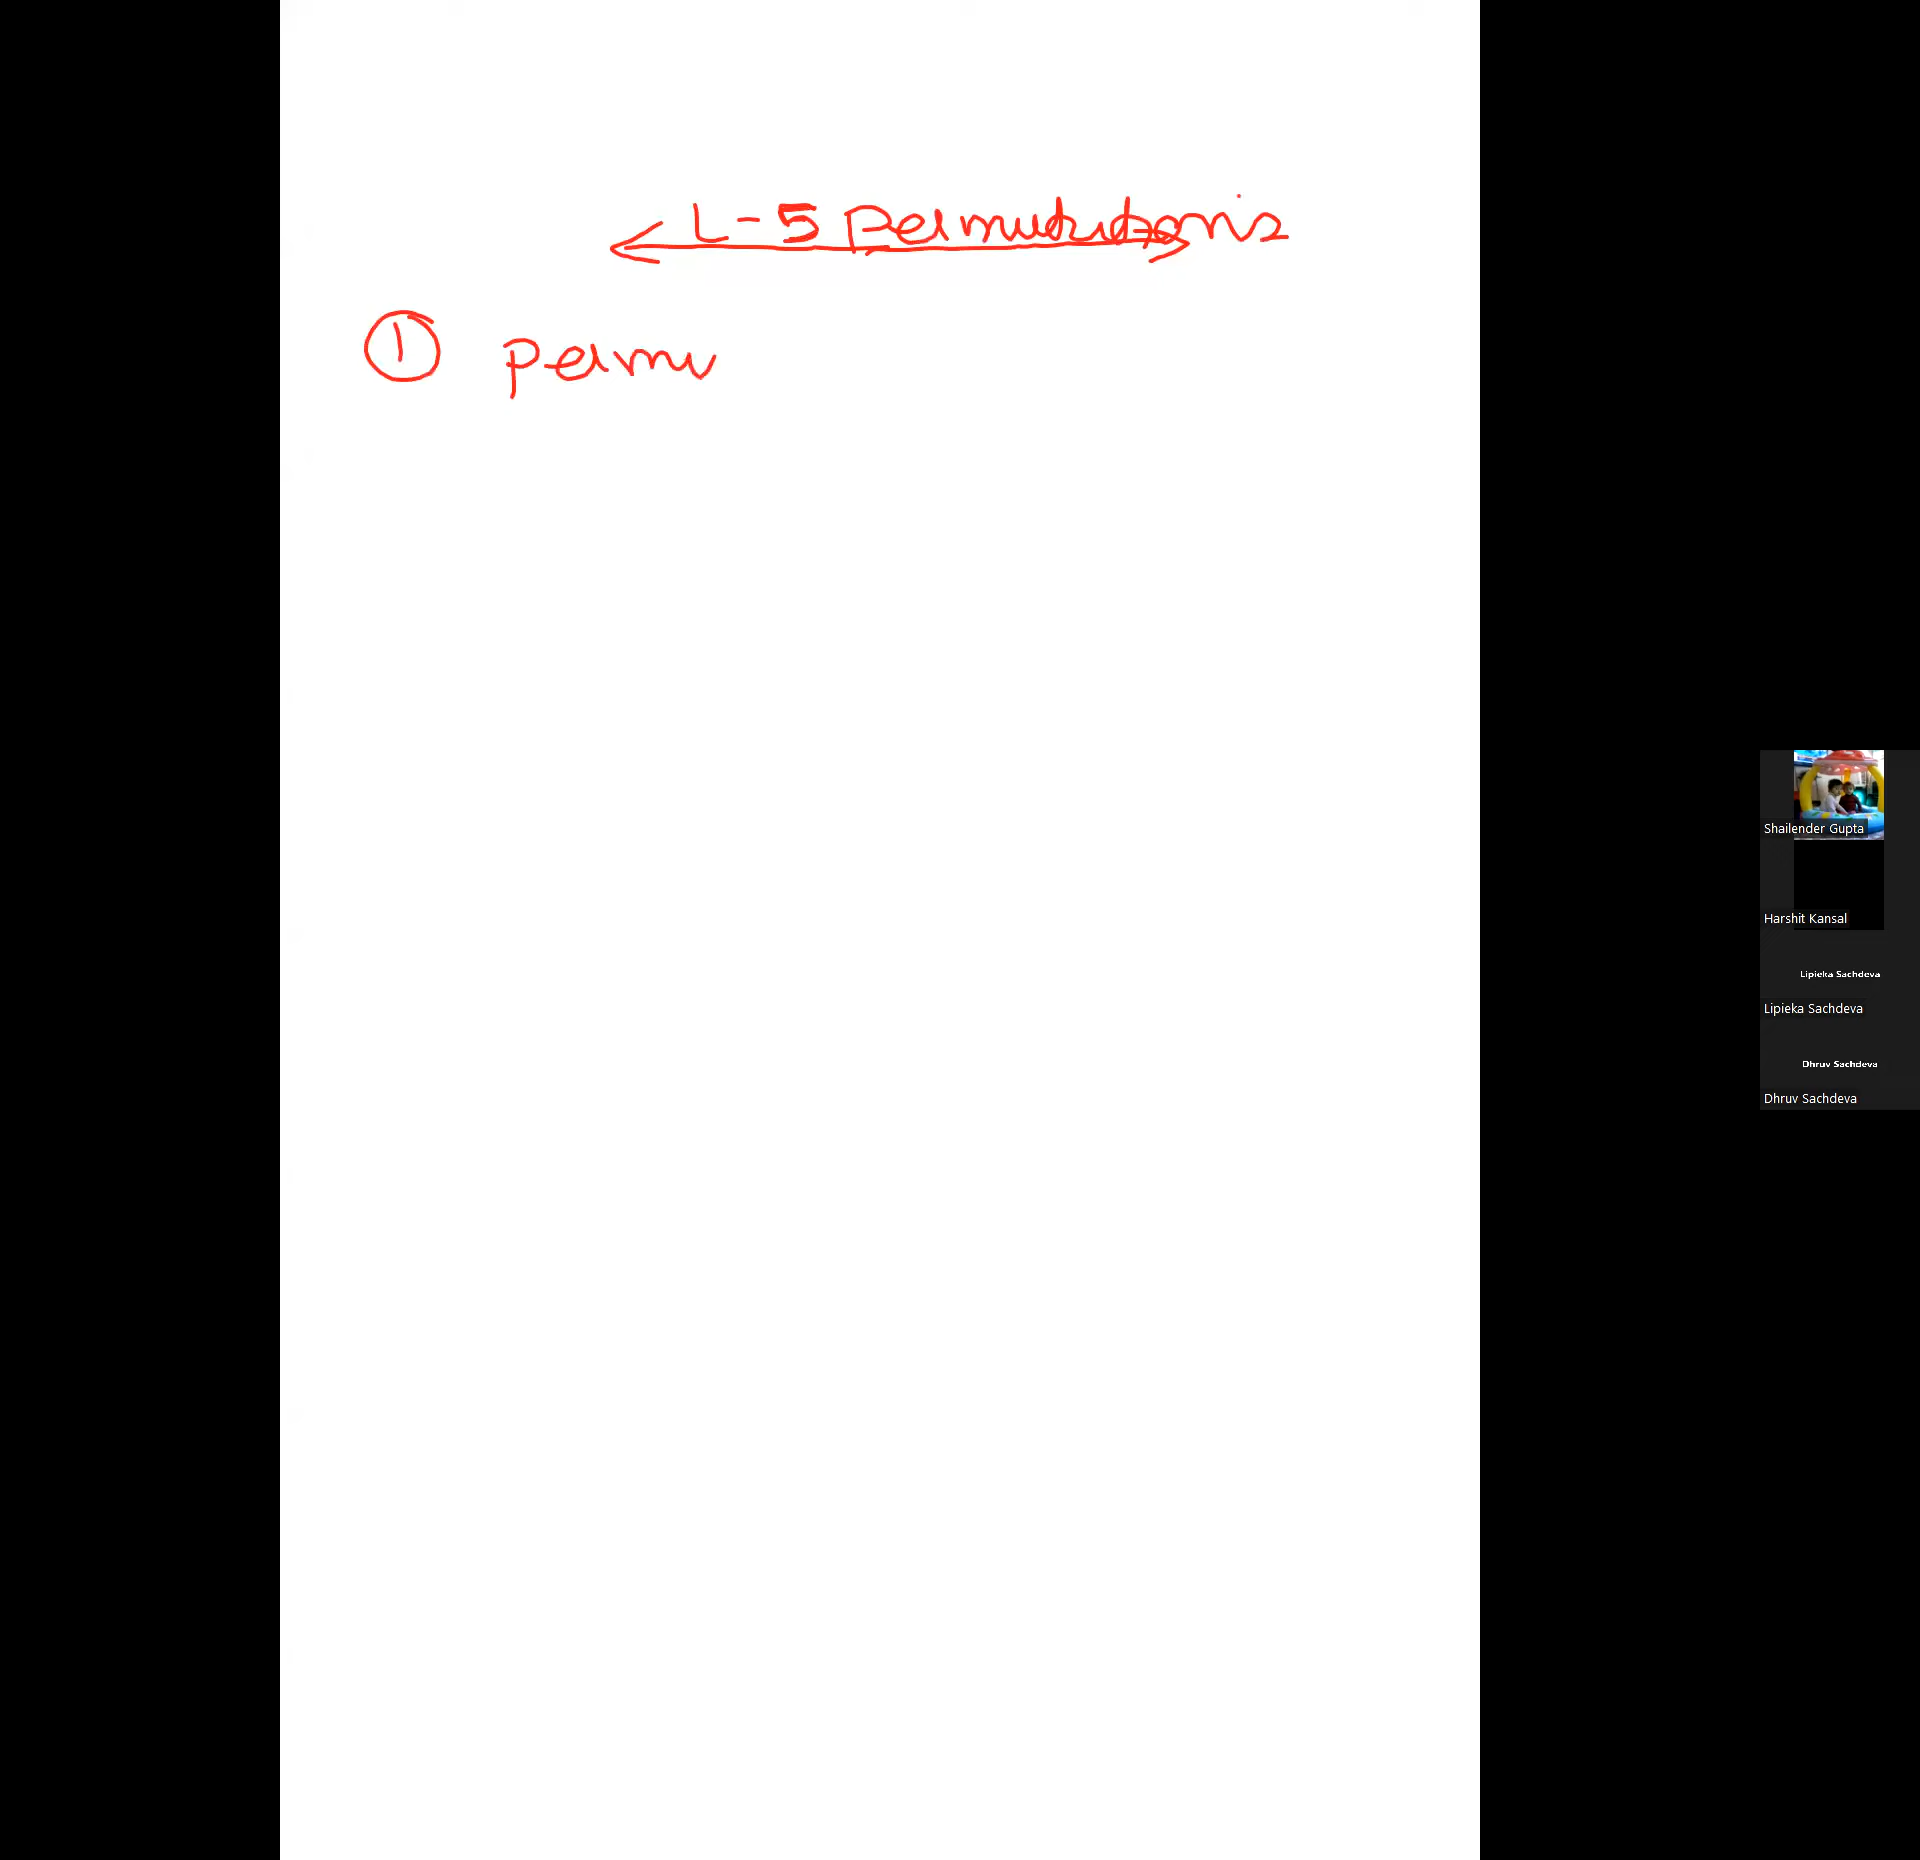 L-5 Permutations
① Permu
Shailender Gupta
Harshit Kansal
Lipieka Sachdeva
Lipieka Sachdeva
Dhruv Sachdeva
Dhruv Sachdeva